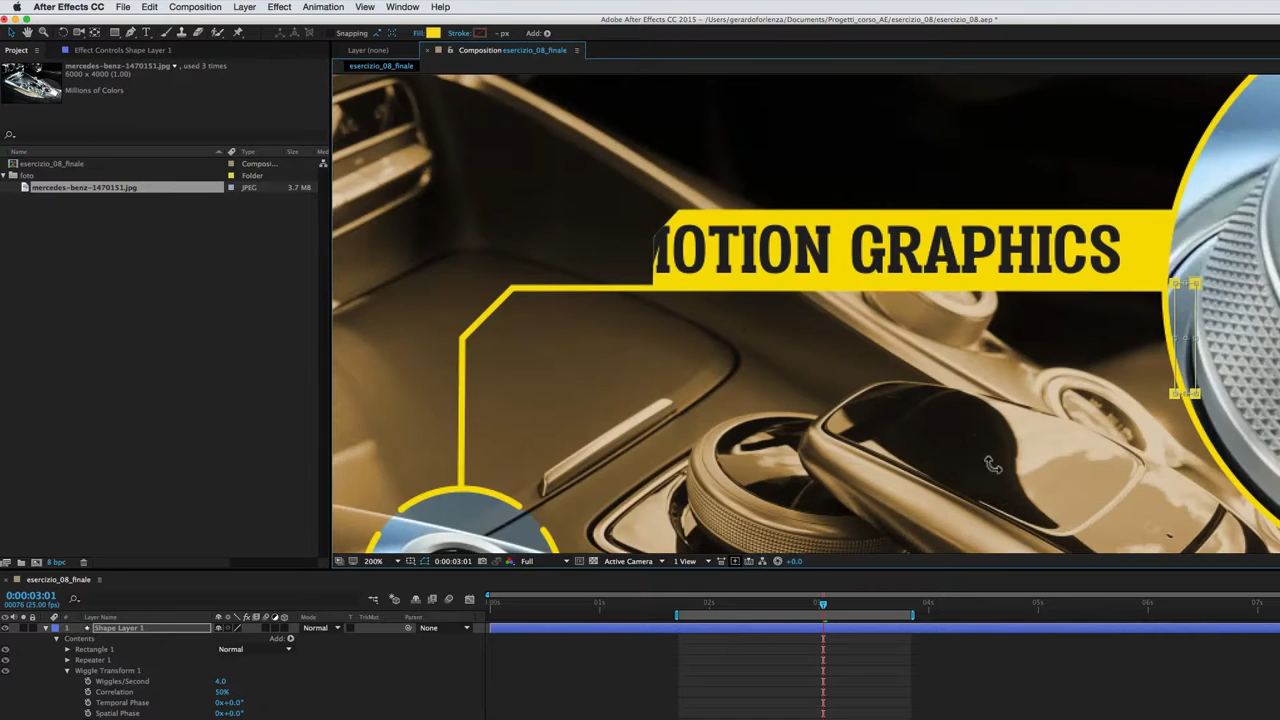 After Effects CC File Edit Composition Layer Effect Animation View Window Help
Adobe After Effects CC 2015 - /Users/gerardoforlenza/Documents/Progetti_corso_AE/esercizio_08/esercizio_08.aep *
Snapping Fill: Stroke: - px Add:
Project Effect Controls Shape Layer 1 Layer (none) Composition esercizio_08_finale
mercedes-benz-1470151.jpg , used 3 times
6000 x 4000 (1.00)
Millions of Colors
esercizio_08_finale
Name Type Size Med
esercizio_08_finale Composi...
foto Folder
mercedes-benz-1470151.jpg JPEG 3.7 MB
MOTION GRAPHICS
8 bpc 200% 0:00:03:01 Full Active Camera 1 View +0.0
esercizio_08_finale
0:00:03:01
00076 (25.00 fps)
:00s 01s 02s 04s 05s 06s 07s
# Layer Name Mode T TrkMat Parent
1 Shape Layer 1 Normal None
Contents Add:
Rectangle 1 Normal
Repeater 1
Wiggle Transform 1
Wiggles/Second 4.0
Correlation 50%
Temporal Phase 0x+0.0°
Spatial Phase 0x+0.0°